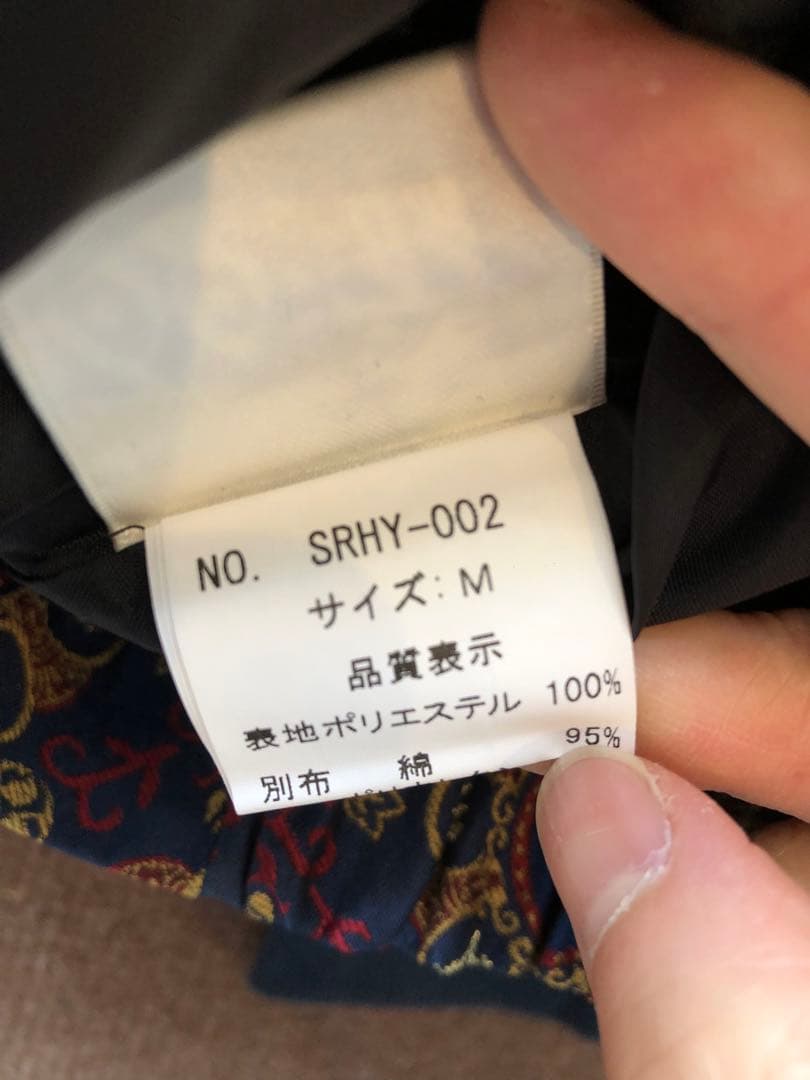 NO. SRHY-002
サイズ: M
品質表示
表地ポリエステル 100%
別布 綿 95%